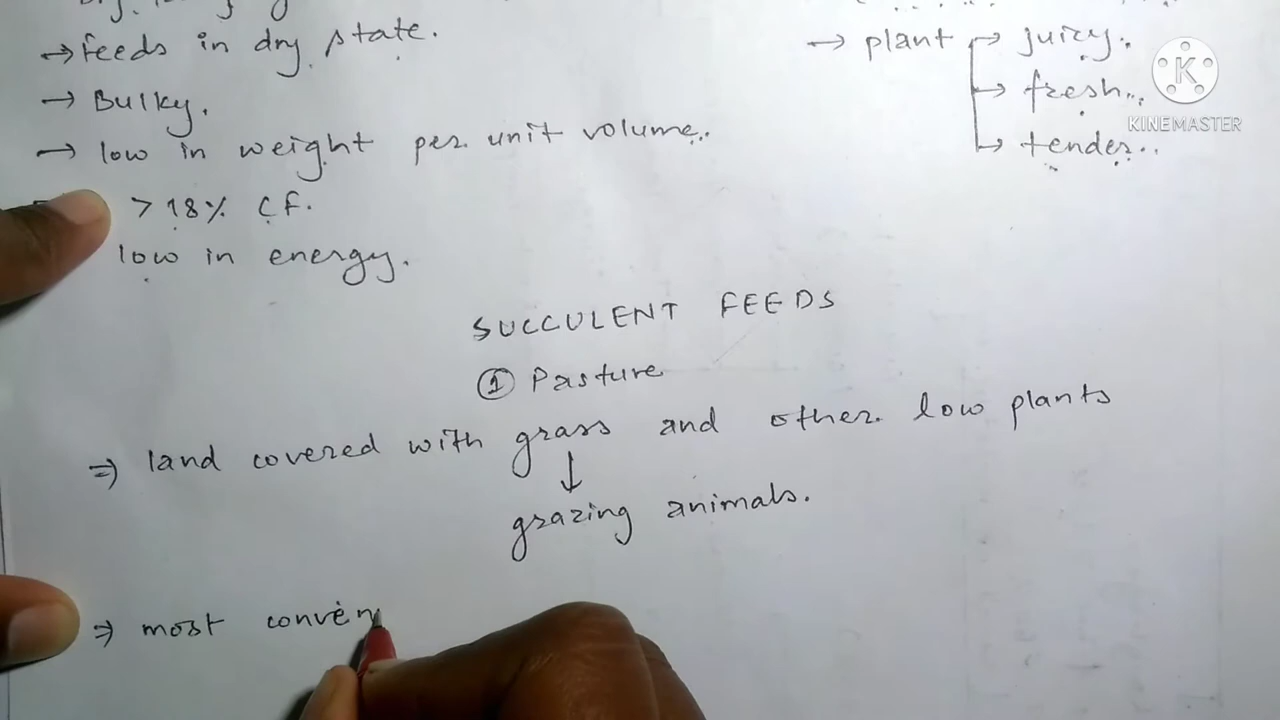 → feeds in dry state.
→ Bulky.
→ low in weight per unit volume..
> 18% CF.
low in energy.
→ plant → juicy.
→ fresh..
→ tender..
K
KINEMASTER
SUCCULENT FEEDS
① Pasture
⇒ land covered with grass and other low plants
↓
grazing animals.
⇒ most conven